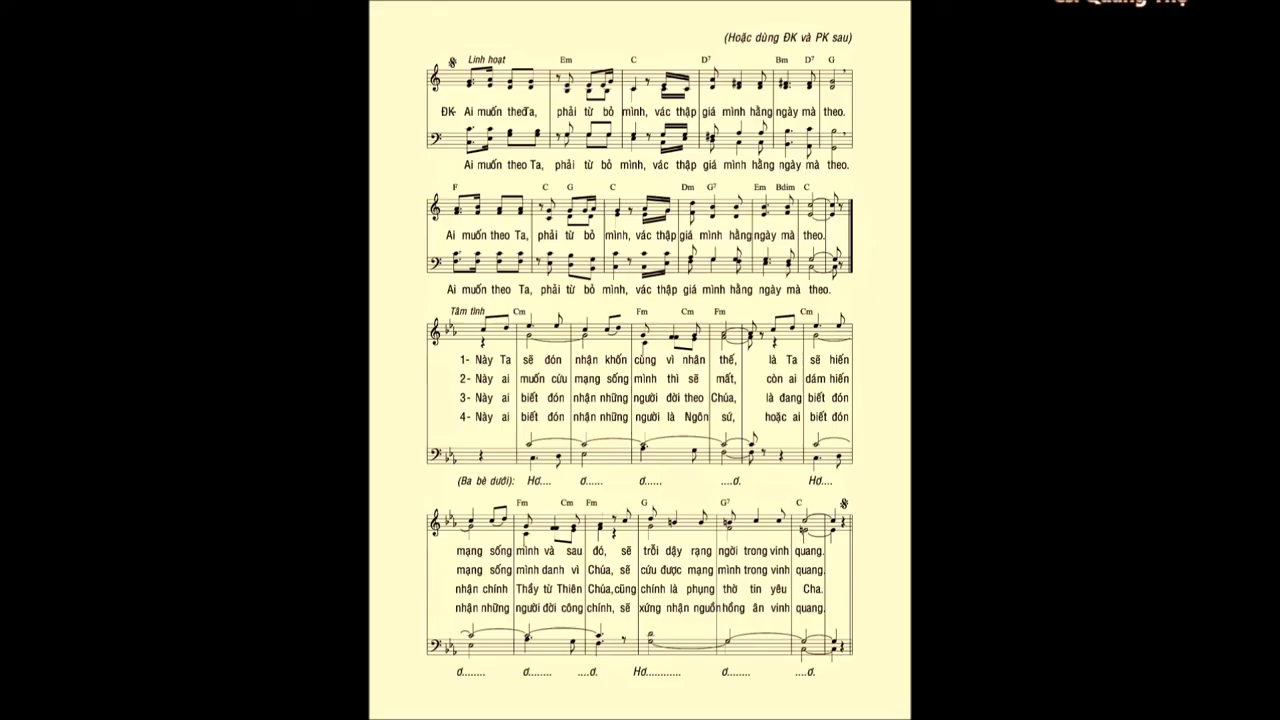 (Hoặc dùng ĐK và PK sau)
Linh hoạt
Em C D7 Bm D7 G
ĐK- Ai muốn theo Ta, phải từ bỏ mình, vác thập giá mình hằng ngày mà theo.
Ai muốn theo Ta, phải từ bỏ mình, vác thập giá mình hằng ngày mà theo.
F C G C Dm G7 Em Bdim C
Ai muốn theo Ta, phải từ bỏ mình, vác thập giá mình hằng ngày mà theo.
Ai muốn theo Ta, phải từ bỏ mình, vác thập giá mình hằng ngày mà theo.
Tâm tình Cm Fm Cm Fm Cm
1- Này Ta sẽ đón nhận khốn cùng vì nhân thế, là Ta sẽ hiến
2- Này ai muốn cứu mạng sống mình thì sẽ mất, còn ai dám hiến
3- Này ai biết đón nhận những người đời theo Chúa, là đang biết đón
4- Này ai biết đón nhận những người là Ngôn sứ, hoặc ai biết đón
(Ba bè dưới): Hơ.... ơ...... ơ...... ....ơ. Hơ....
Fm Cm Fm G G7 C
mạng sống mình và sau đó, sẽ trỗi dậy rạng ngời trong vinh quang.
mạng sống mình danh vì Chúa, sẽ cứu được mạng mình trong vinh quang.
nhận chính Thầy từ Thiên Chúa, cũng chính là phụng thờ tin yêu Cha.
nhận những người đời công chính, sẽ xứng nhận nguồn hồng ân vinh quang.
ơ........ ơ........ ....ơ. Hơ............ ơ........ ....ơ.